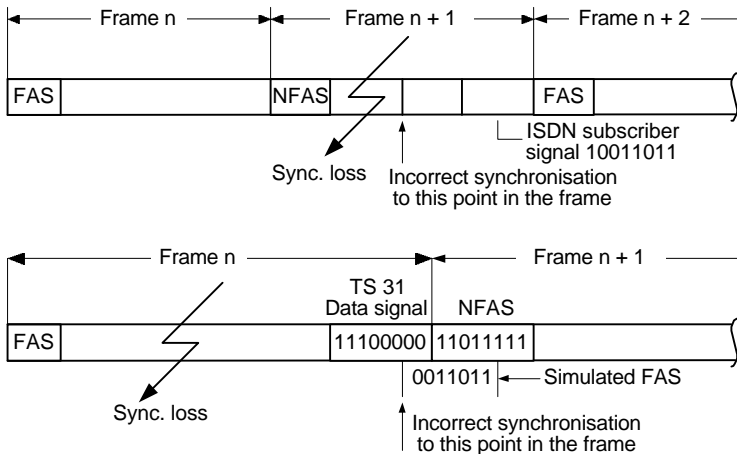 Frame n
Frame n + 1
Frame n + 2
FAS
NFAS
FAS
ISDN subscriber
signal 10011011
Sync. loss
Incorrect synchronisation
to this point in the frame
Frame n
Frame n + 1
TS 31
Data signal
NFAS
FAS
11100000
11011111
0011011
Simulated FAS
Sync. loss
Incorrect synchronisation
to this point in the frame